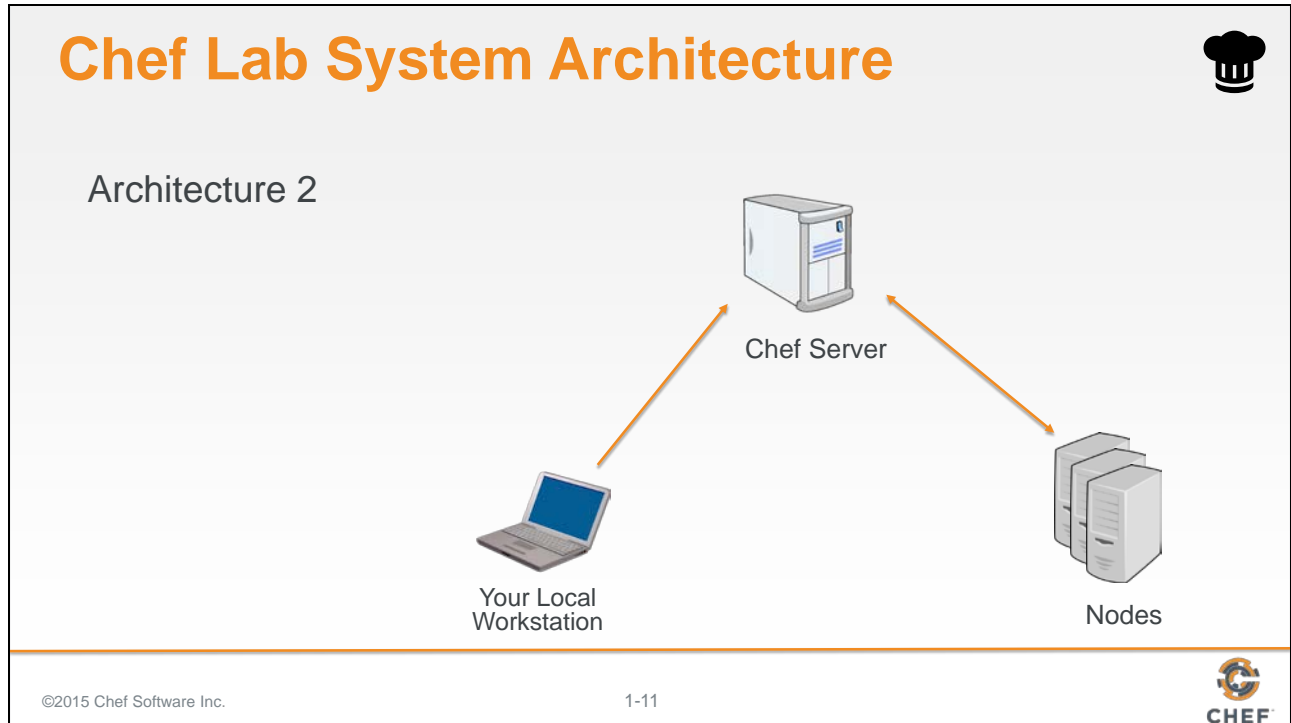 Chef Lab System Architecture
Architecture 2
Chef Server
Your Local
Workstation
Nodes
©2015 Chef Software Inc.
1-11
CHEF